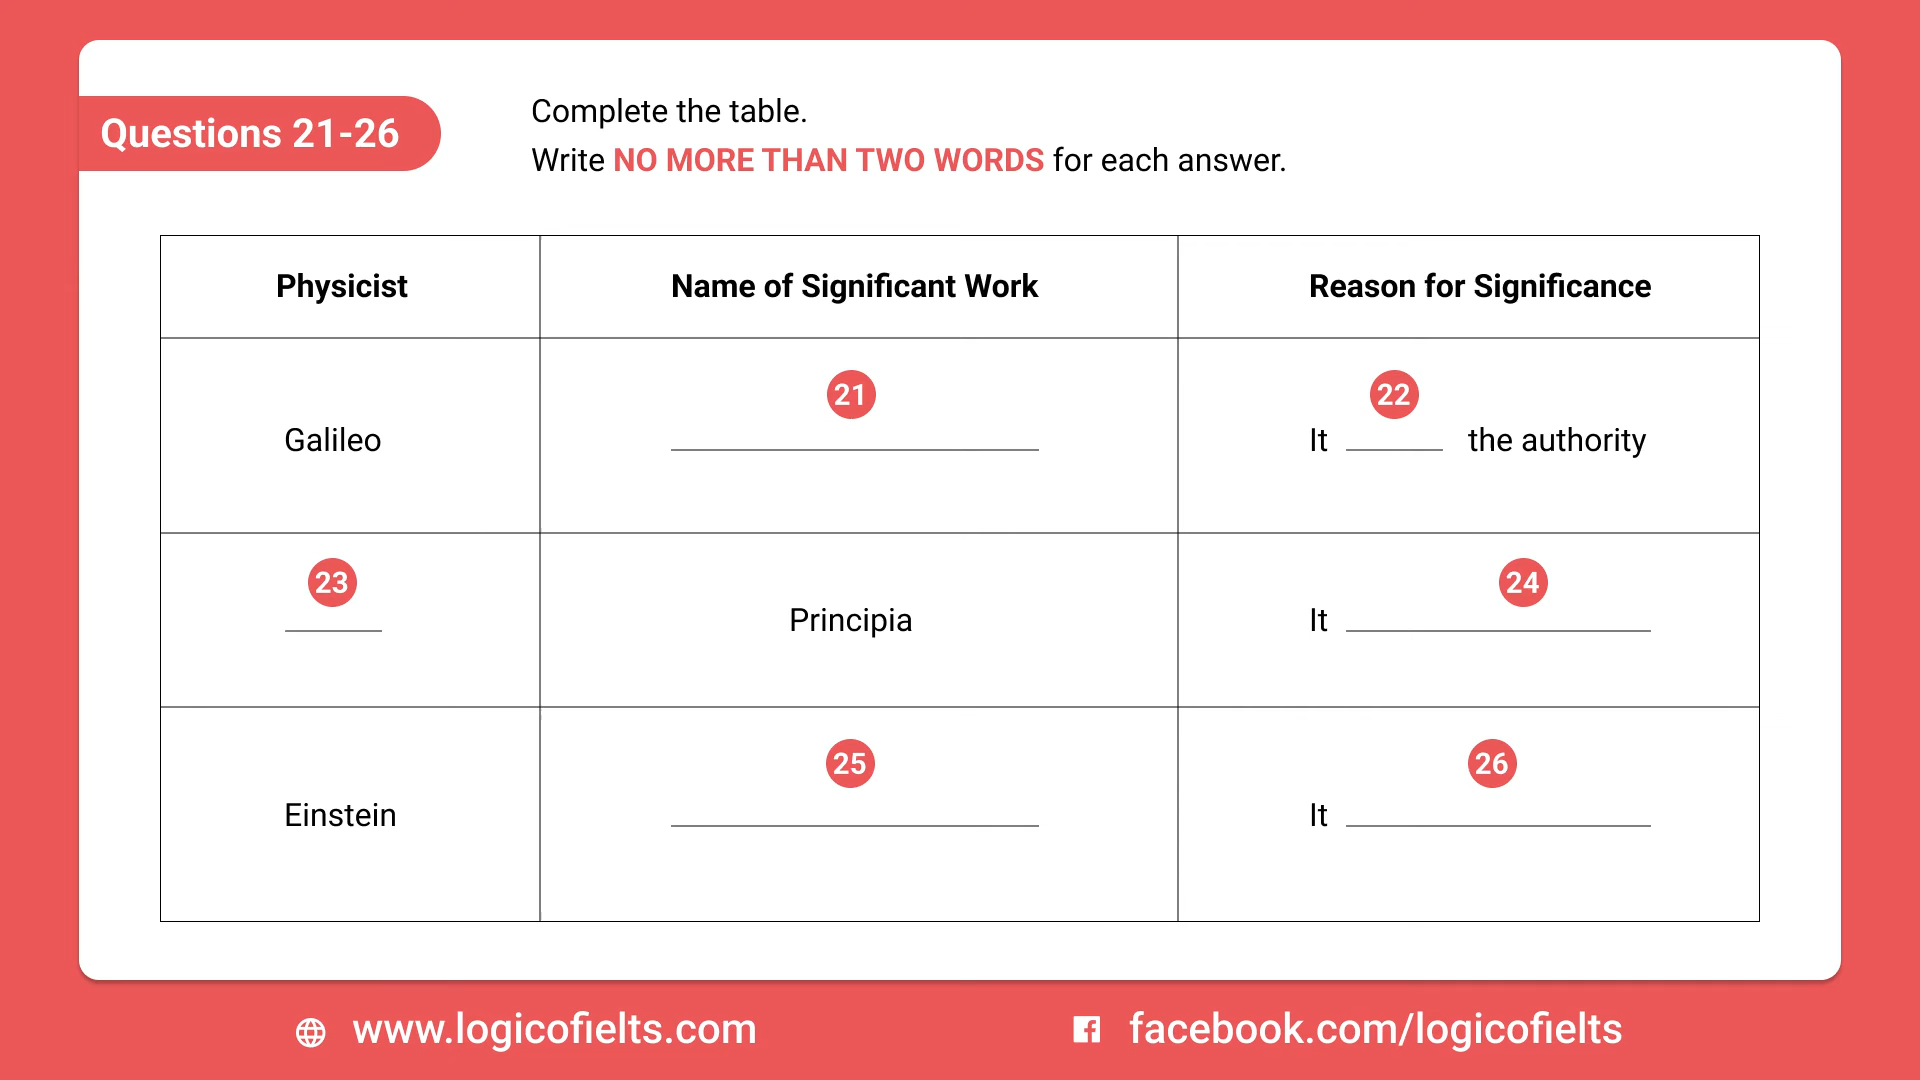 Questions 21-26
Complete the table.
Write NO MORE THAN TWO WORDS for each answer.
Physicist
Name of Significant Work
Reason for Significance
Galileo
21
22
It ______ the authority
23
Principia
24
It
Einstein
25
26
It
www.logicofielts.com
facebook.com/logicofielts